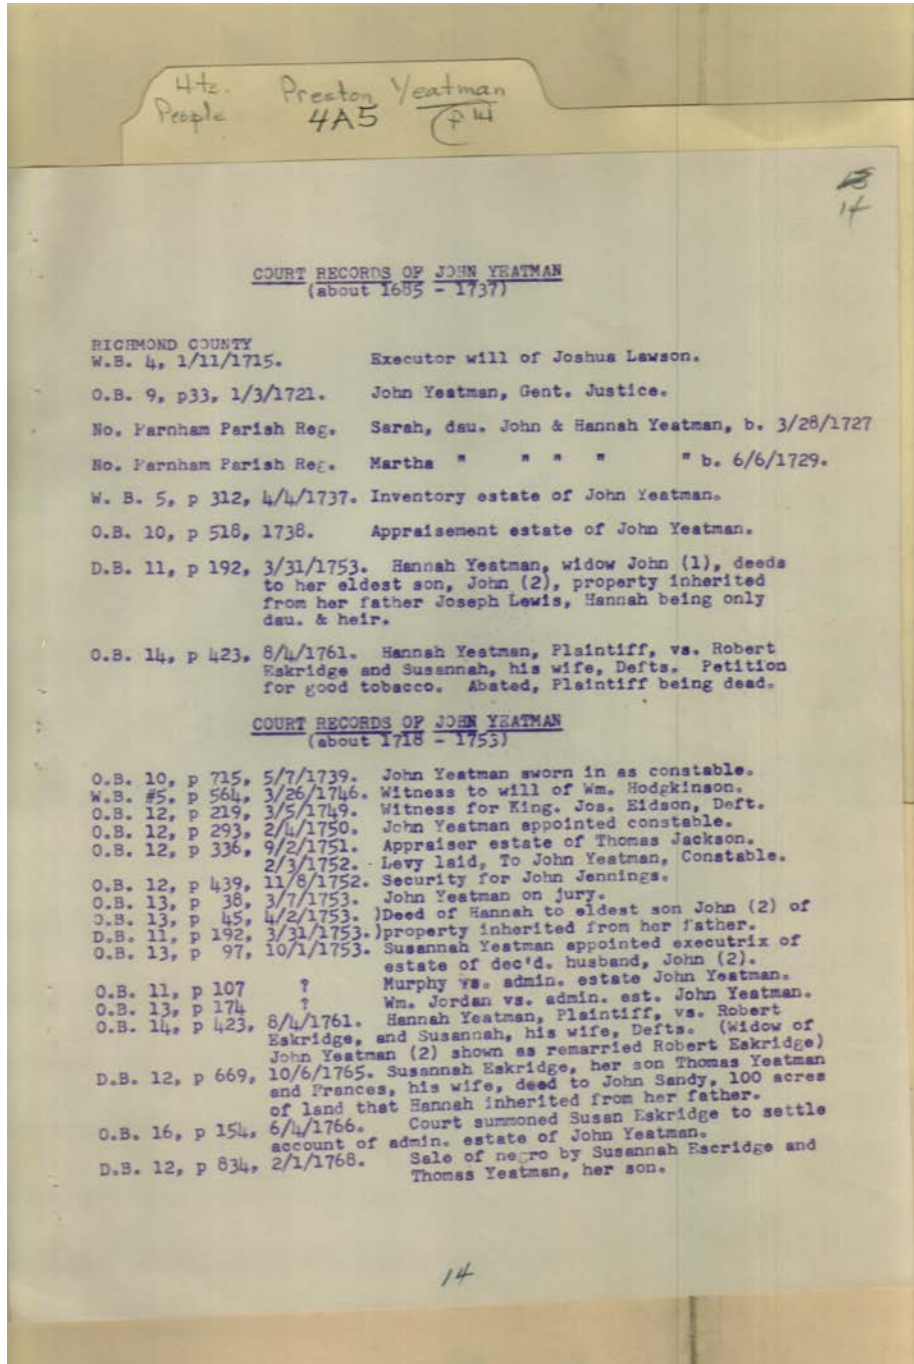 4tz. Preston Yeatman
People 4A5 P 14
14
COURT RECORDS OF JOHN YEATMAN
(about 1685 - 1737)
RICHMOND COUNTY
W.B. 4, 1/11/1715. Executor will of Joshua Lawson.
O.B. 9, p33, 1/3/1721. John Yeatman, Gent. Justice.
No. Farnham Parish Reg. Sarah, dau. John & Hannah Yeatman, b. 3/28/1727
No. Farnham Parish Reg. Martha " " " " " b. 6/6/1729.
W. B. 5, p 312, 4/4/1737. Inventory estate of John Yeatman.
O.B. 10, p 518, 1738. Appraisement estate of John Yeatman.
D.B. 11, p 192, 3/31/1753. Hannah Yeatman, widow John (1), deeds
to her eldest son, John (2), property inherited
from her father Joseph Lewis, Hannah being only
dau. & heir.
O.B. 14, p 423, 8/4/1761. Hannah Yeatman, Plaintiff, vs. Robert
Eskridge and Susannah, his wife, Defts. Petition
for good tobacco. Abated, Plaintiff being dead.
COURT RECORDS OF JOHN YEATMAN
(about 1718 - 1753)
O.B. 10, p 715, 5/7/1739. John Yeatman sworn in as constable.
W.B. #5, p 564, 3/26/1746. Witness to will of Wm. Hodgkinson.
O.B. 12, p 219, 3/5/1749. Witness for King. Jos. Eidson, Deft.
O.B. 12, p 293, 2/4/1750. John Yeatman appointed constable.
O.B. 12, p 336, 9/2/1751. Appraiser estate of Thomas Jackson.
2/3/1752. Levy laid, To John Yeatman, Constable.
O.B. 12, p 439, 11/8/1752. Security for John Jennings.
O.B. 13, p 38, 3/7/1753. John Yeatman on jury.
O.B. 13, p 45, 4/2/1753. )Deed of Hannah to eldest son John (2) of
D.B. 11, p 192, 3/31/1753.)property inherited from her father.
O.B. 13, p 97, 10/1/1753. Susannah Yeatman appointed executrix of
estate of dec'd. husband, John (2).
O.B. 11, p 107 ? Murphy vs. admin. estate John Yeatman.
O.B. 13, p 174 ? Wm. Jordan vs. admin. est. John Yeatman.
O.B. 14, p 423, 8/4/1761. Hannah Yeatman, Plaintiff, vs. Robert
Eskridge, and Susannah, his wife, Defts. (Widow of
John Yeatman (2) shown as remarried Robert Eskridge)
D.B. 12, p 669, 10/6/1765. Susannah Eskridge, her son Thomas Yeatman
and Frances, his wife, deed to John Sandy, 100 acres
of land that Hannah inherited from her father.
O.B. 16, p 154, 6/4/1766. Court summoned Susan Eskridge to settle
account of admin. estate of John Yeatman.
D.B. 12, p 834, 2/1/1768. Sale of negro by Susannah Escridge and
Thomas Yeatman, her son.
14